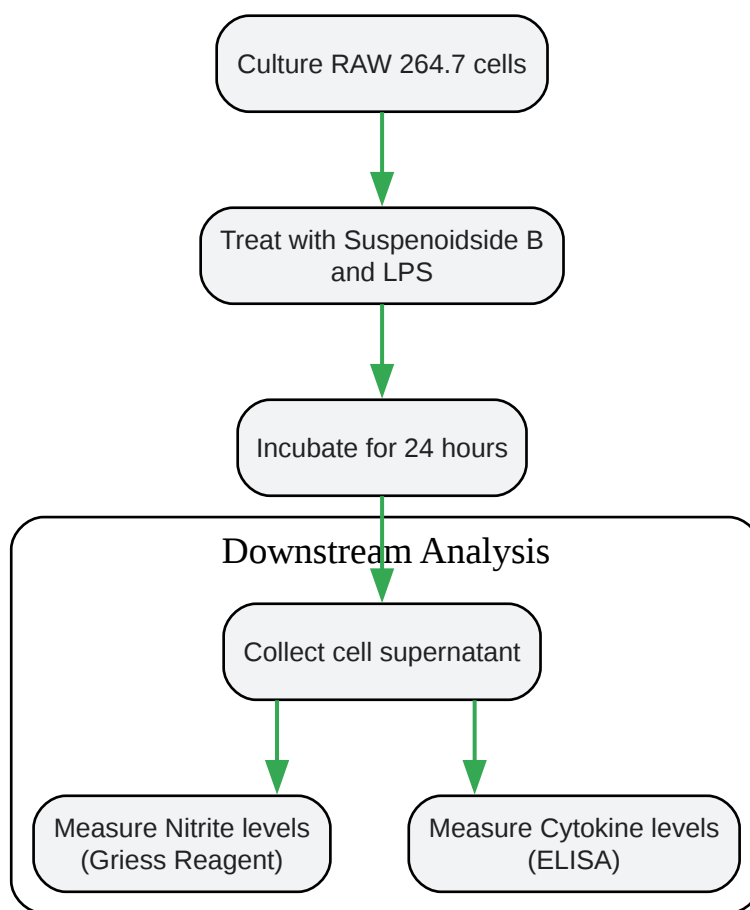 Culture RAW 264.7 cells
Treat with Suspenoidside B
and LPS
Incubate for 24 hours
Downstream Analysis
Collect cell supernatant
Measure Nitrite levels
(Griess Reagent)
Measure Cytokine levels
(ELISA)